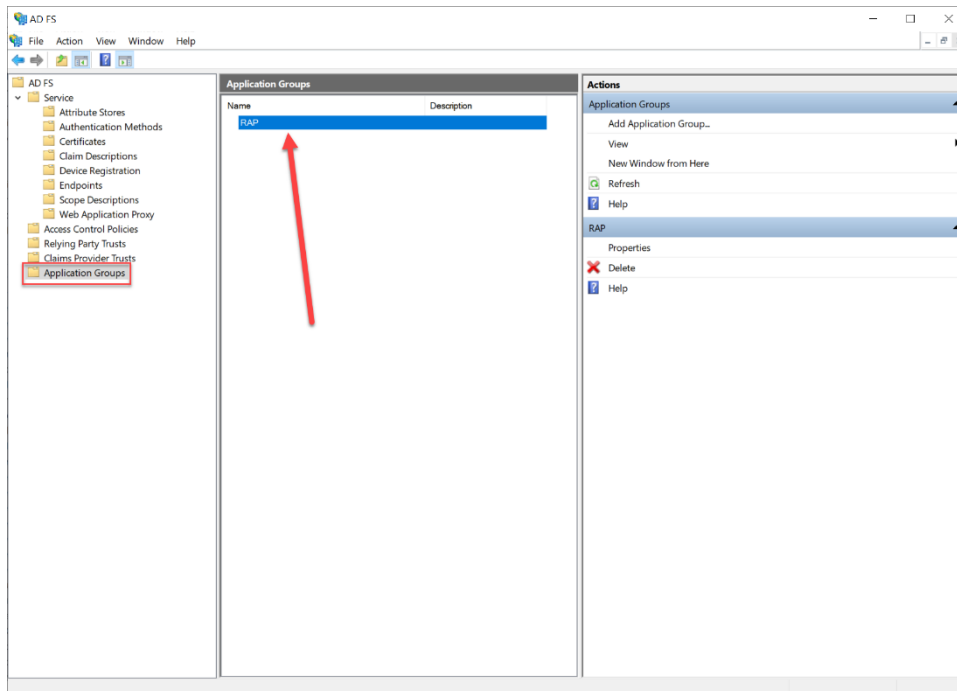 AD FS
File Action View Window Help
AD FS
Service
Attribute Stores
Authentication Methods
Certificates
Claim Descriptions
Device Registration
Endpoints
Scope Descriptions
Web Application Proxy
Access Control Policies
Relying Party Trusts
Claims Provider Trusts
Application Groups
Application Groups
Name Description
RAP
Actions
Application Groups
Add Application Group...
View
New Window from Here
Refresh
Help
RAP
Properties
Delete
Help